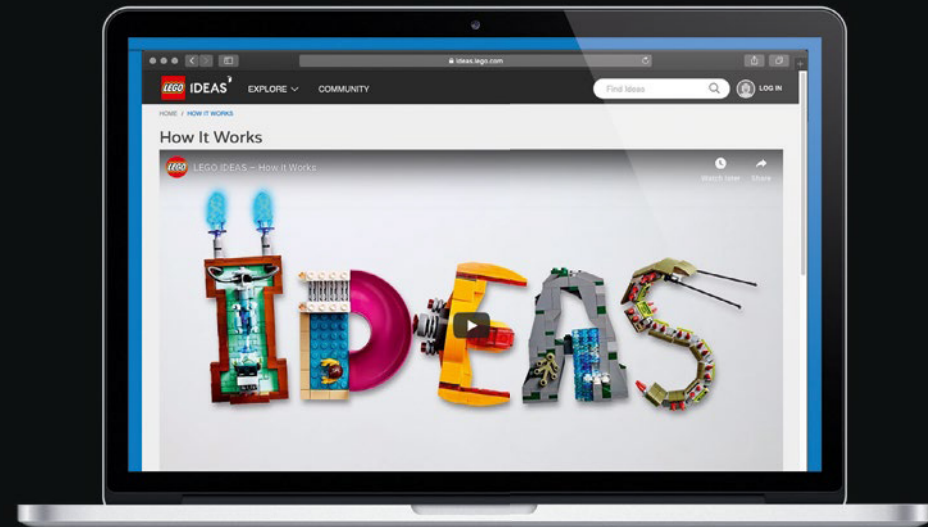 ideas.lego.com
LEGO IDEAS EXPLORE COMMUNITY Find Ideas LOG IN
HOME / HOW IT WORKS
How It Works
LEGO LEGO IDEAS – How It Works
Watch later Share
IDEAS